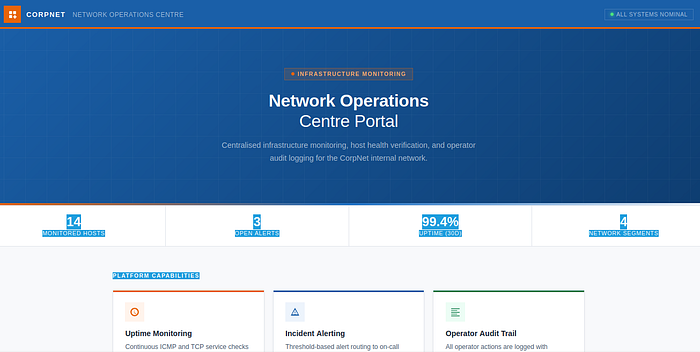 CORPNET NETWORK OPERATIONS CENTRE
ALL SYSTEMS NOMINAL
INFRASTRUCTURE MONITORING
Network Operations
Centre Portal
Centralised infrastructure monitoring, host health verification, and operator
audit logging for the CorpNet internal network.
14 3 99.4% 4
MONITORED HOSTS OPEN ALERTS UPTIME (30D) NETWORK SEGMENTS
PLATFORM CAPABILITIES
Uptime Monitoring Incident Alerting Operator Audit Trail
Continuous ICMP and TCP service checks Threshold-based alert routing to on-call All operator actions are logged with